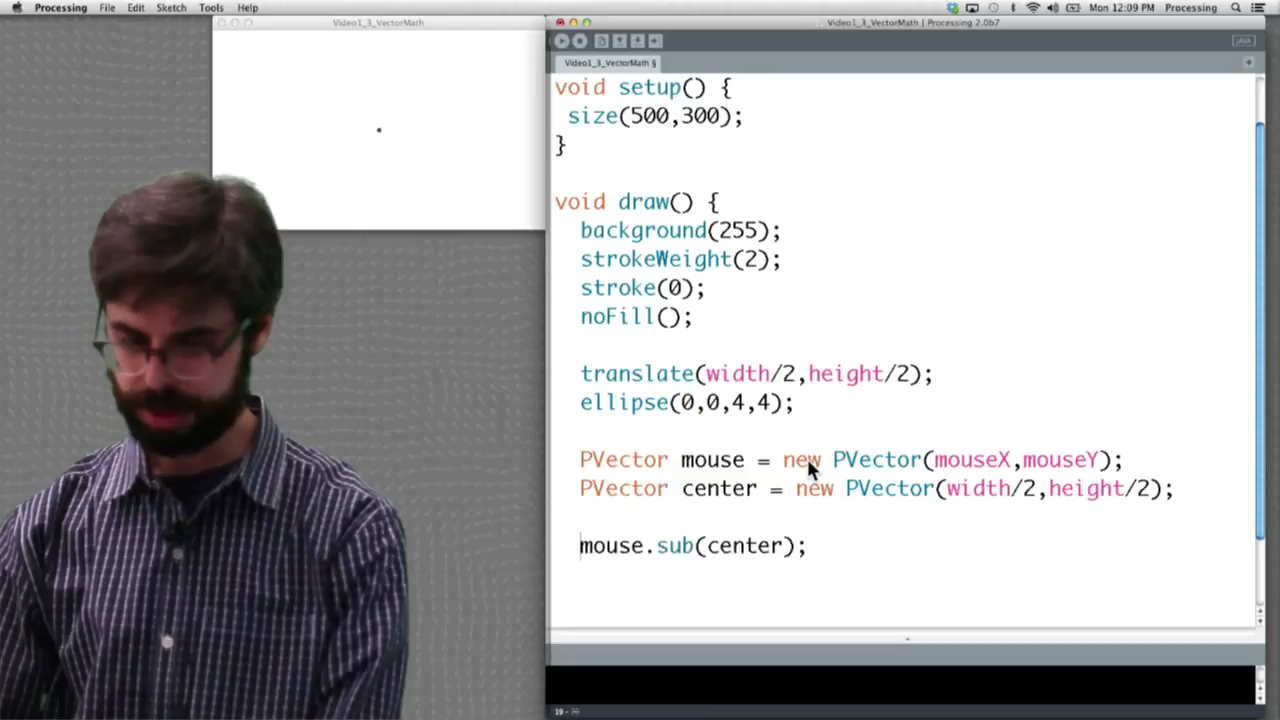 Processing File Edit Sketch Tools Help
Mon 12:09 PM Processing
Video1_3_VectorMath
Video1_3_VectorMath | Processing 2.0b7
JAVA
Video1_3_VectorMath §
void setup() {
size(500,300);
}
void draw() {
background(255);
strokeWeight(2);
stroke(0);
noFill();
translate(width/2,height/2);
ellipse(0,0,4,4);
PVector mouse = new PVector(mouseX,mouseY);
PVector center = new PVector(width/2,height/2);
mouse.sub(center);